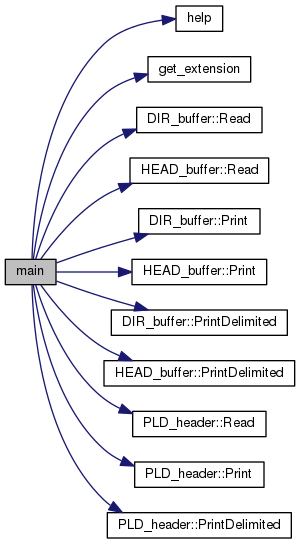 help
get_extension
DIR_buffer::Read
HEAD_buffer::Read
DIR_buffer::Print
main
HEAD_buffer::Print
DIR_buffer::PrintDelimited
HEAD_buffer::PrintDelimited
PLD_header::Read
PLD_header::Print
PLD_header::PrintDelimited